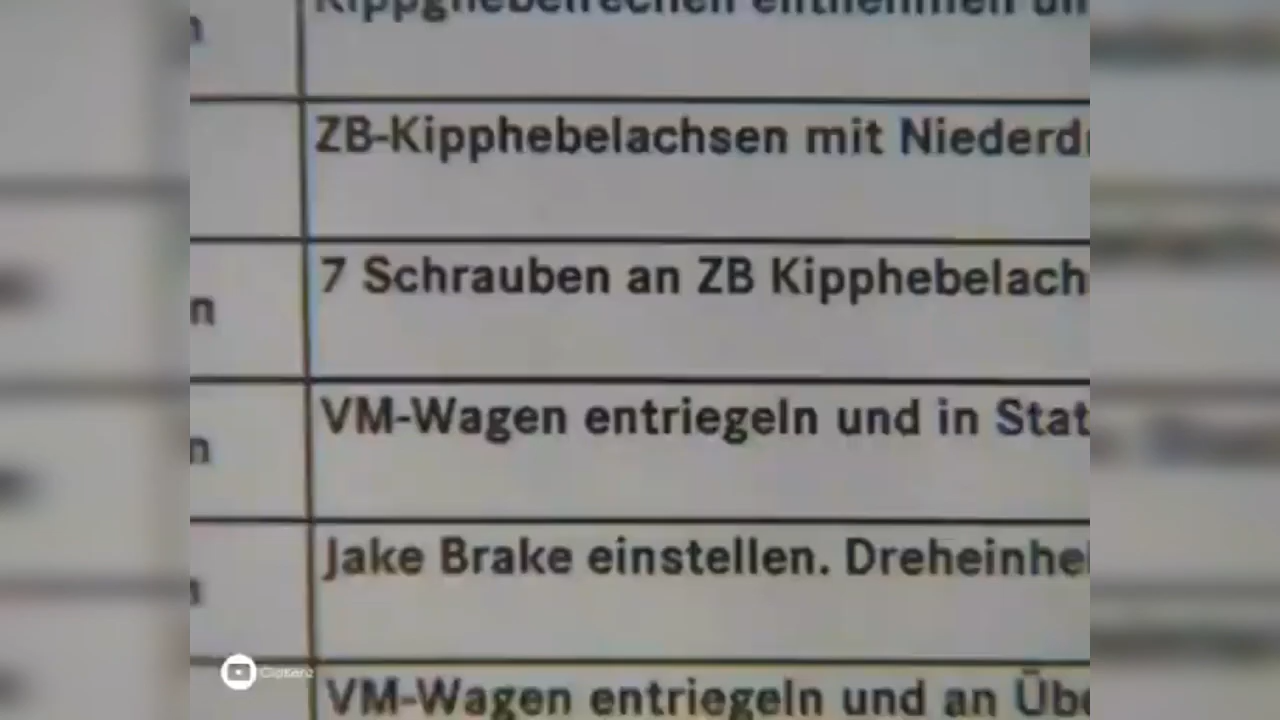 ZB-Kipphebelachsen mit Niederd
7 Schrauben an ZB Kipphebelach
n
VM-Wagen entriegeln und in Stat
n
Jake Brake einstellen. Dreheinhe
VM-Wagen entriegeln und an Üb